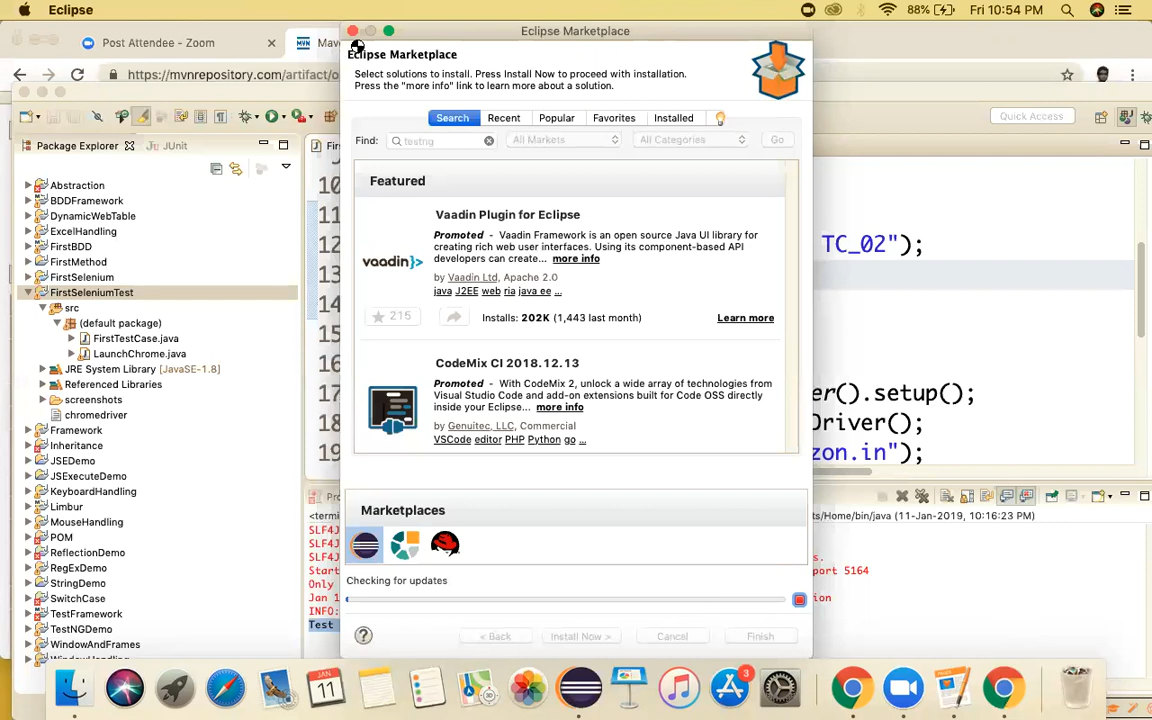 Eclipse
88%
Fri 10:54 PM
Post Attendee - Zoom
MVN
Mav
https://mvnrepository.com/artifact/o
Eclipse Marketplace
Eclipse Marketplace
Select solutions to install. Press Install Now to proceed with installation.
Press the "more info" link to learn more about a solution.
Search
Recent
Popular
Favorites
Installed
Find:
testng
All Markets
All Categories
Go
Featured
Vaadin Plugin for Eclipse
Promoted - Vaadin Framework is an open source Java UI library for
creating rich web user interfaces. Using its component-based API
developers can create... more info
vaadin}>
by Vaadin Ltd, Apache 2.0
java J2EE web ria java ee ...
215
Installs: 202K (1,443 last month)
Learn more
CodeMix CI 2018.12.13
Promoted - With CodeMix 2, unlock a wide array of technologies from
Visual Studio Code and add-on extensions built for Code OSS directly
inside your Eclipse... more info
by Genuitec, LLC, Commercial
VSCode editor PHP Python go ...
Marketplaces
Checking for updates
?
< Back
Install Now >
Cancel
Finish
Quick Access
Package Explorer
JUnit
Abstraction
BDDFramework
DynamicWebTable
ExcelHandling
FirstBDD
FirstMethod
FirstSelenium
FirstSeleniumTest
src
(default package)
FirstTestCase.java
LaunchChrome.java
JRE System Library [JavaSE-1.8]
Referenced Libraries
screenshots
chromedriver
Framework
Inheritance
JSEDemo
JSExecuteDemo
KeyboardHandling
Limbur
MouseHandling
POM
ReflectionDemo
RegExDemo
StringDemo
SwitchCase
TestFramework
TestNGDemo
WindowAndFrames
10
11
12
TC_02");
13
14
15
16
17
er().setup();
18
Driver();
19
zon.in");
s/Home/bin/java (11-Jan-2019, 10:16:23 PM)
SLF4J
SLF4J
SLF4J
s.
Start
port 5164
Only
Jan 1
ion
INFO:
Test
JAN
11
3